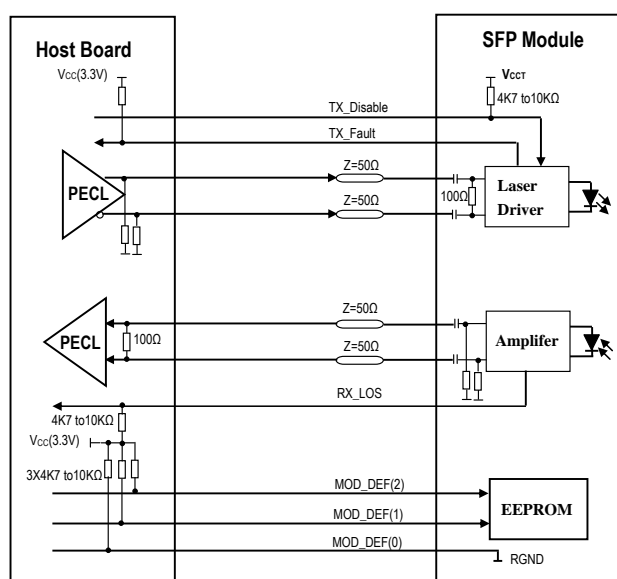 Host Board
SFP Module
Vcc(3.3V)
VCCT
4K7 to10KΩ
TX_Disable
TX_Fault
Z=50Ω
PECL
100Ω
Laser
Driver
Z=50Ω
Z=50Ω
PECL
100Ω
Amplifer
Z=50Ω
RX_LOS
4K7 to10KΩ
Vcc(3.3V)
3X4K7 to10KΩ
MOD_DEF(2)
EEPROM
MOD_DEF(1)
MOD_DEF(0)
RGND